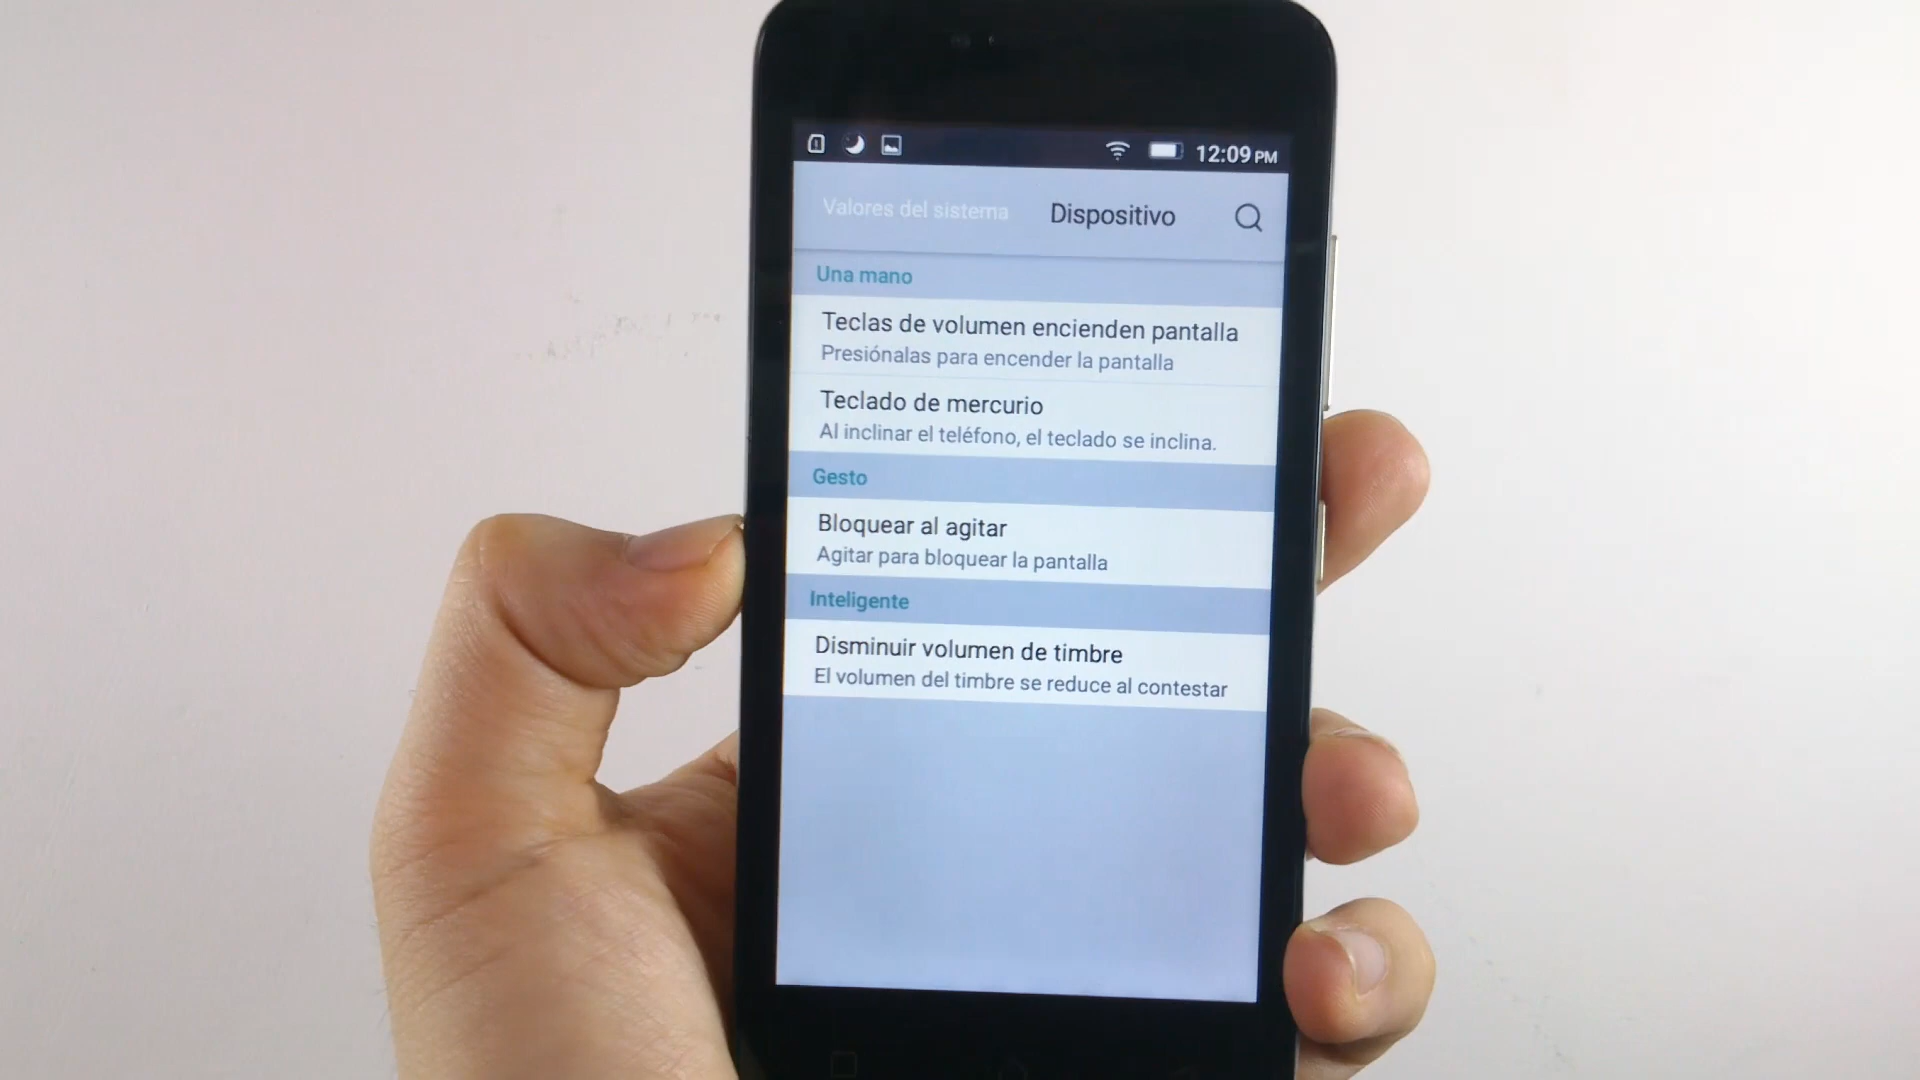 12:09 PM
Valores del sistema
Dispositivo
Una mano
Teclas de volumen encienden pantalla
Presiónalas para encender la pantalla
Teclado de mercurio
Al inclinar el teléfono, el teclado se inclina.
Gesto
Bloquear al agitar
Agitar para bloquear la pantalla
Inteligente
Disminuir volumen de timbre
El volumen del timbre se reduce al contestar